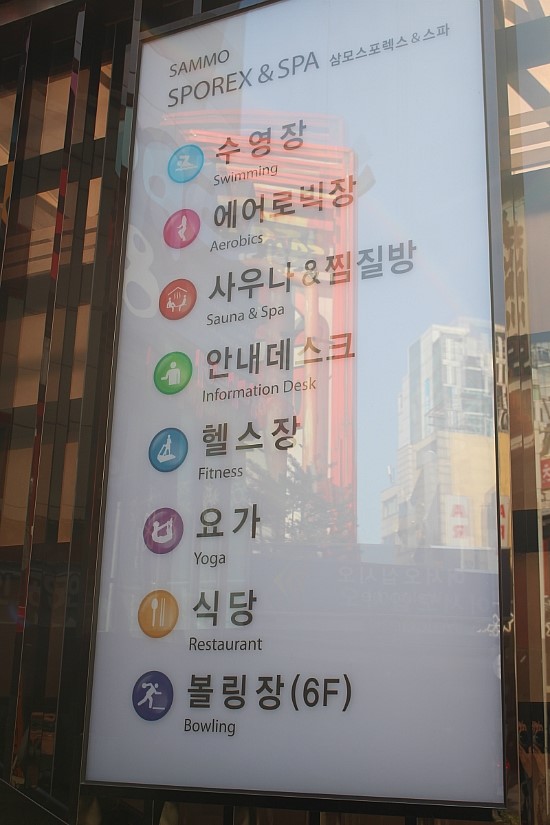 SAMMO
SPOREX & SPA 삼모스포렉스 & 스파
수영장
Swimming
에어로빅장
Aerobics
사우나&찜질방
Sauna & Spa
안내데스크
Information Desk
헬스장
Fitness
요가
Yoga
식당
Restaurant
볼링장(6F)
Bowling